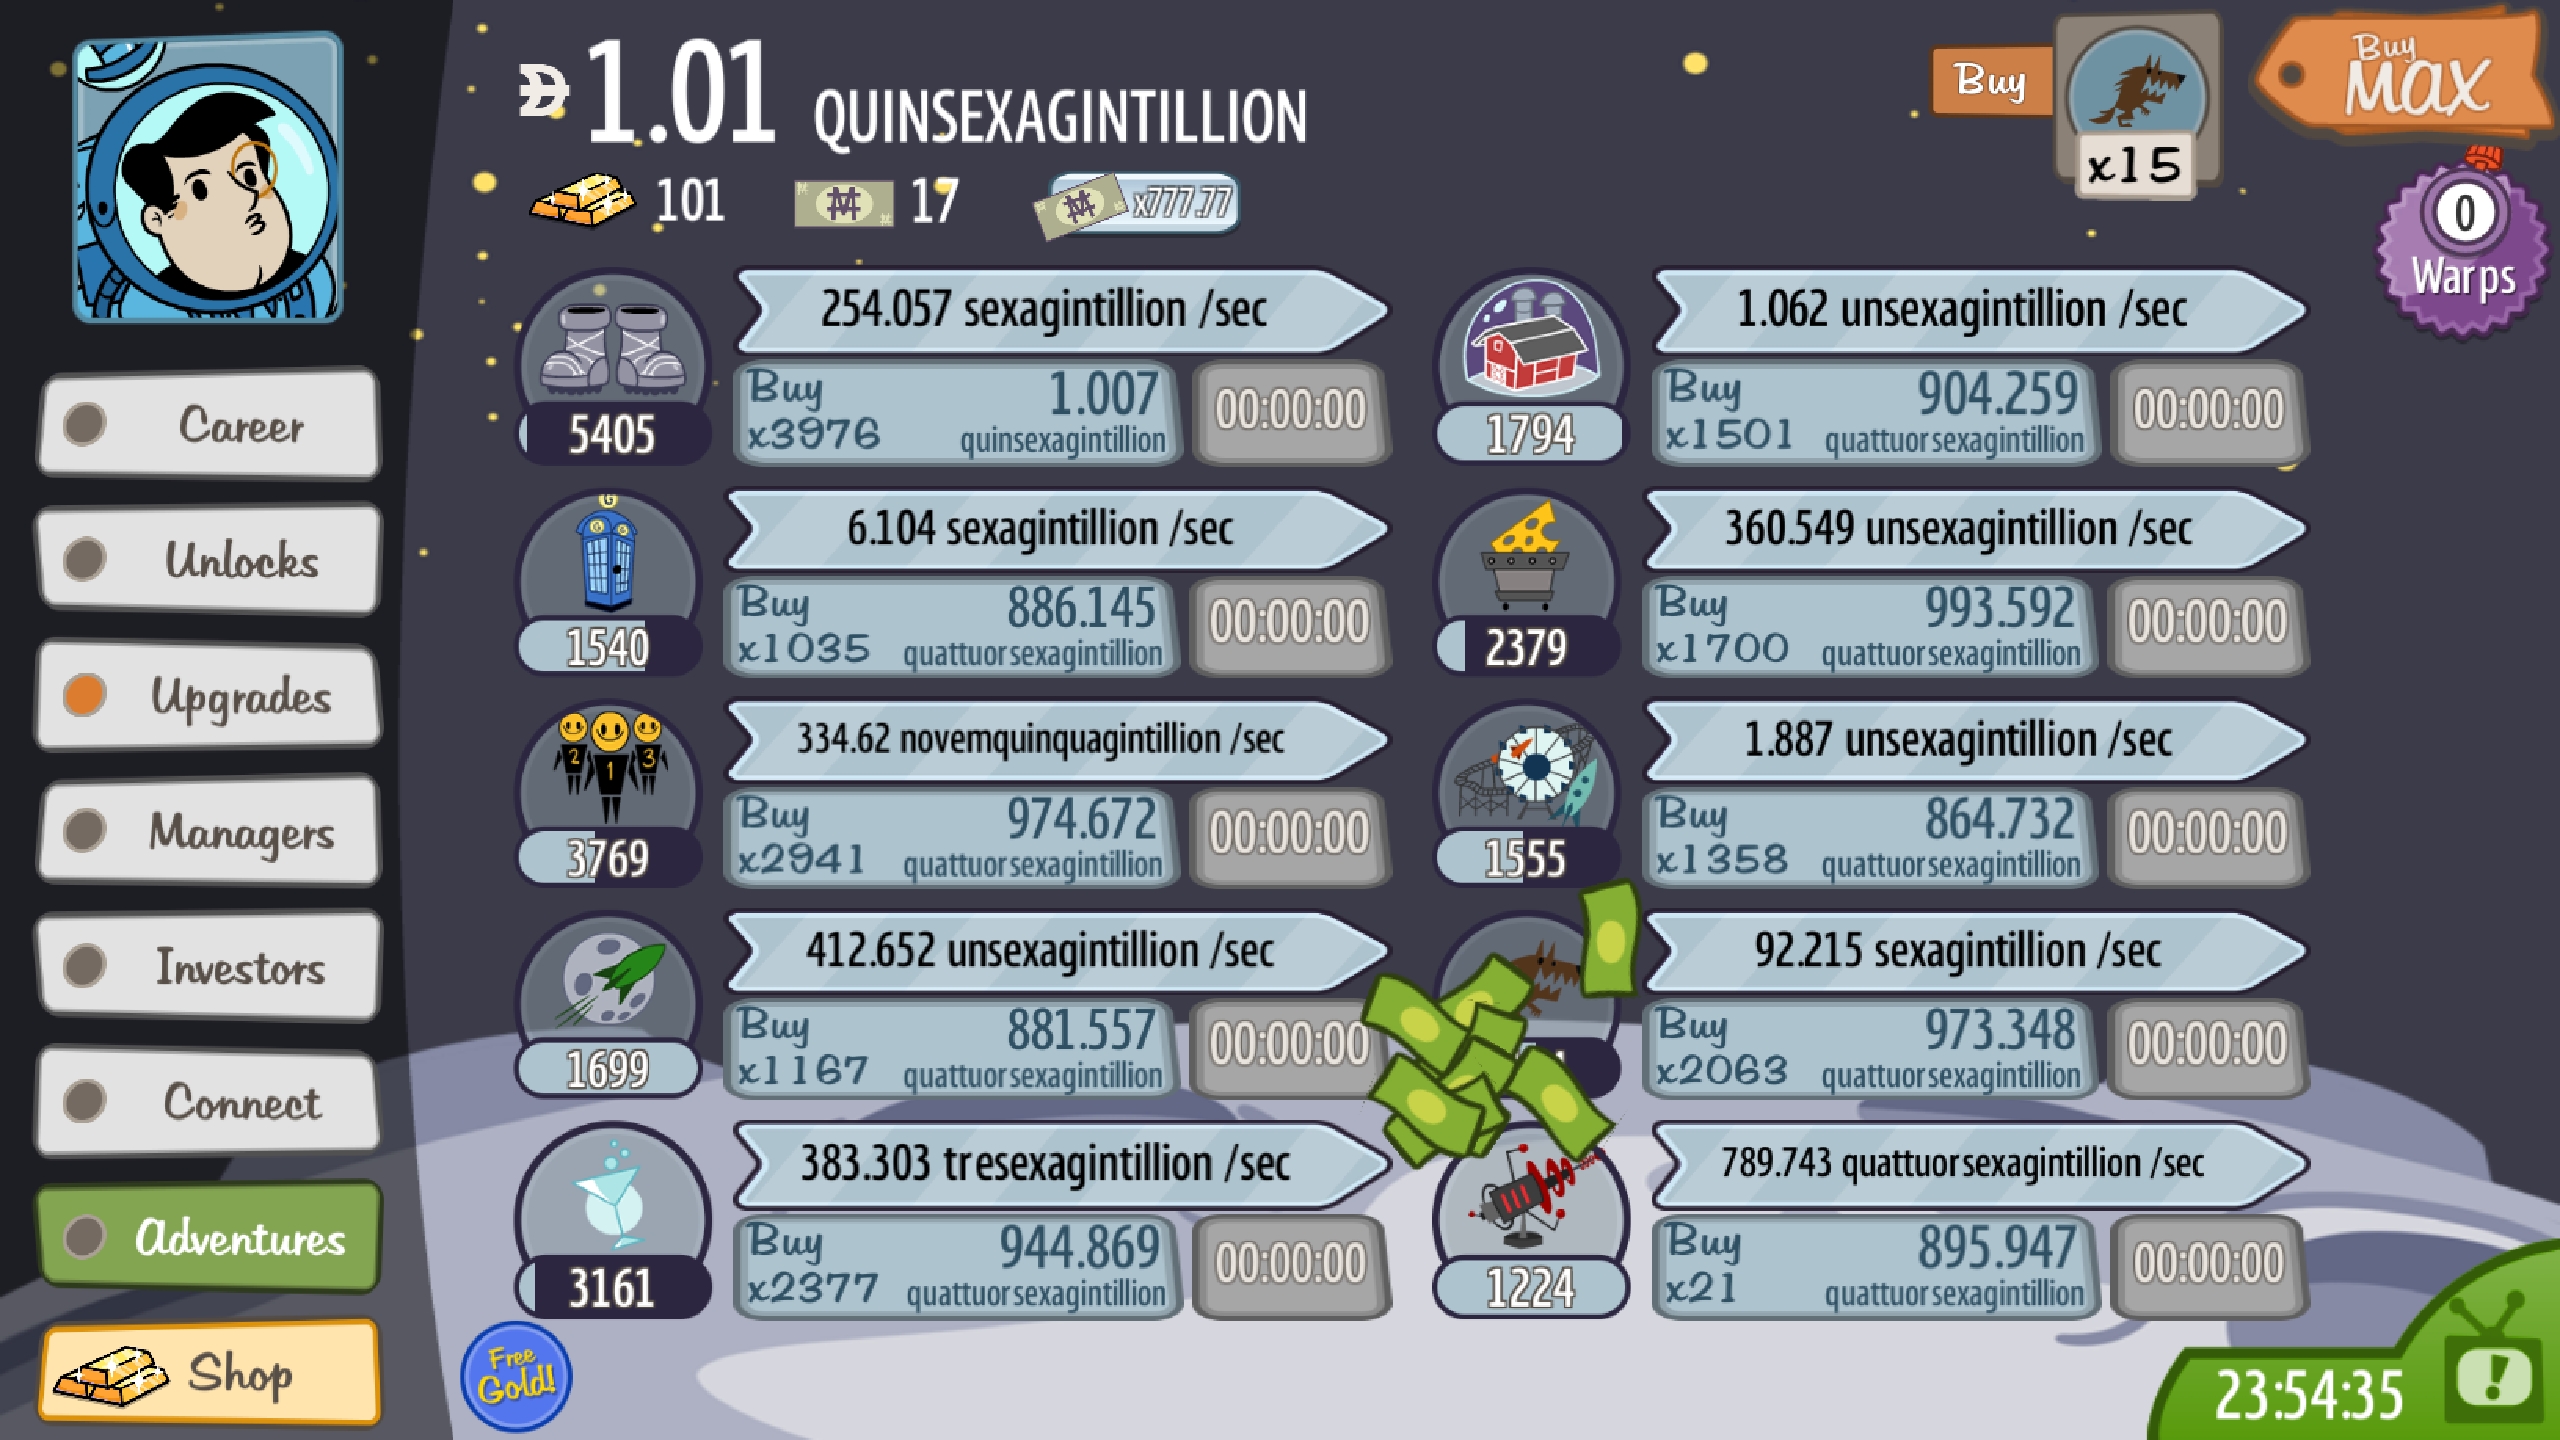 1.01 QUINSEXAGINTILLION
101 17 x777.77
Buy x15
Buy MAX
0 Warps
Career
Unlocks
Upgrades
Managers
Investors
Connect
Adventures
Shop
254.057 sexagintillion /sec
Buy x3976 1.007 quinsexagintillion 00:00:00
5405
1.062 unsexagintillion /sec
Buy x1501 904.259 quattuorsexagintillion 00:00:00
1794
6.104 sexagintillion /sec
Buy x1035 886.145 quattuorsexagintillion 00:00:00
1540
360.549 unsexagintillion /sec
Buy x1700 993.592 quattuorsexagintillion 00:00:00
2379
334.62 novemquinquagintillion /sec
2 1 3
Buy x2941 974.672 quattuorsexagintillion 00:00:00
3769
1.887 unsexagintillion /sec
Buy x1358 864.732 quattuorsexagintillion 00:00:00
1555
412.652 unsexagintillion /sec
Buy x1167 881.557 quattuorsexagintillion 00:00:00
1699
92.215 sexagintillion /sec
Buy x2063 973.348 quattuorsexagintillion 00:00:00
383.303 tresexagintillion /sec
Buy x2377 944.869 quattuorsexagintillion 00:00:00
3161
789.743 quattuorsexagintillion /sec
Buy x21 895.947 quattuorsexagintillion 00:00:00
1224
Free Gold!
23:54:35